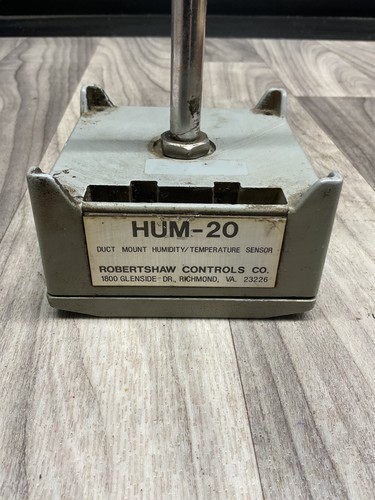 HUM-20
DUCT MOUNT HUMIDITY/TEMPERATURE SENSOR
ROBERTSHAW CONTROLS CO.
1800 GLENSIDE DR., RICHMOND, VA. 23226